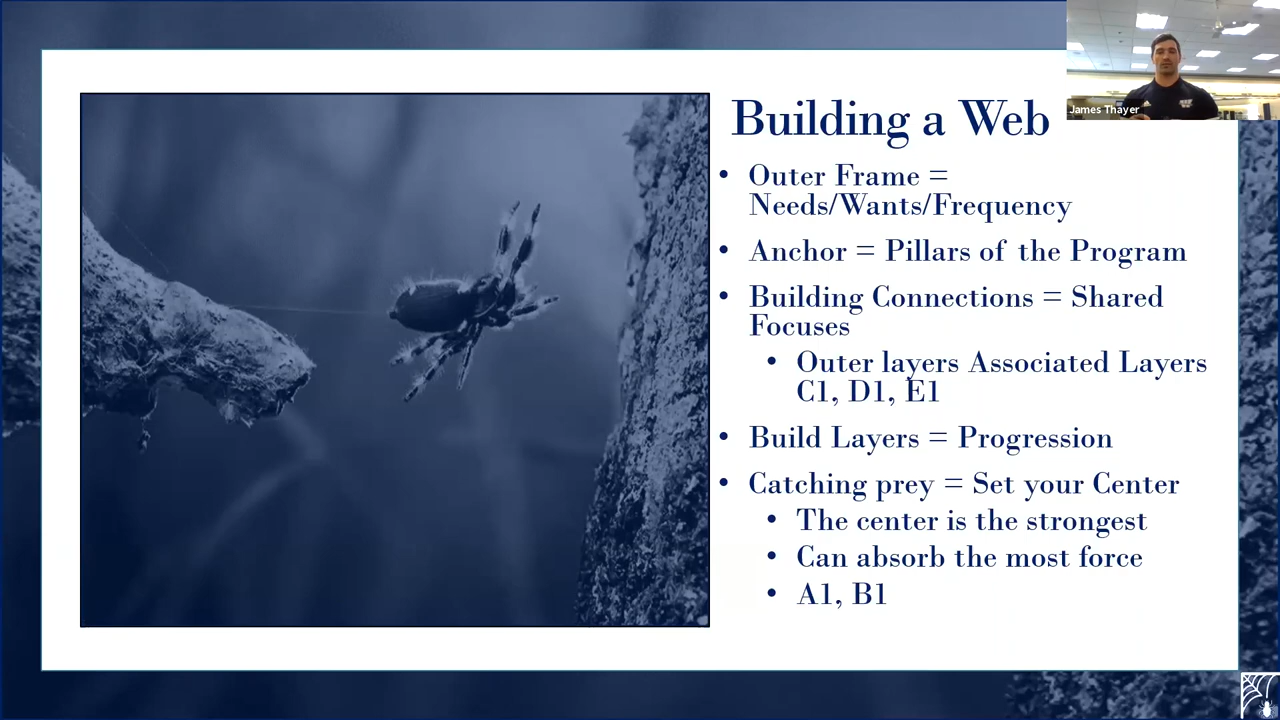 James Thayer
Building a Web
• Outer Frame =
Needs/Wants/Frequency
• Anchor = Pillars of the Program
• Building Connections = Shared
Focuses
• Outer layers Associated Layers
C1, D1, E1
• Build Layers = Progression
• Catching prey = Set your Center
• The center is the strongest
• Can absorb the most force
• A1, B1